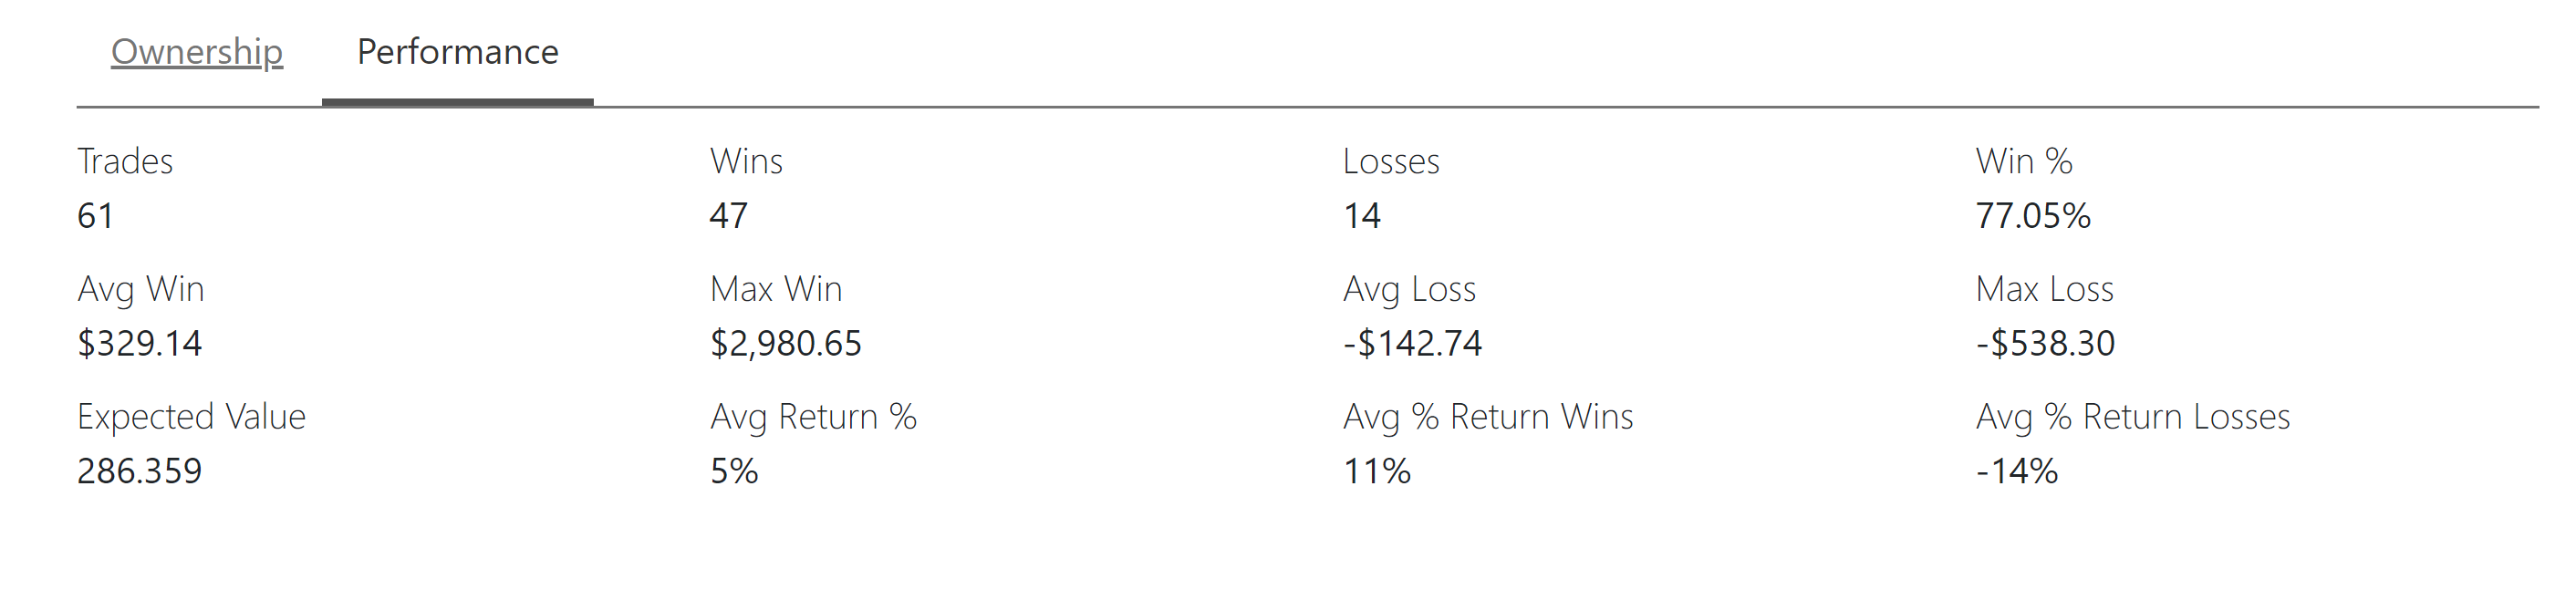 Ownership Performance
Trades Wins Losses Win %
61 47 14 77.05%
Avg Win Max Win Avg Loss Max Loss
$329.14 $2,980.65 -$142.74 -$538.30
Expected Value Avg Return % Avg % Return Wins Avg % Return Losses
286.359 5% 11% -14%